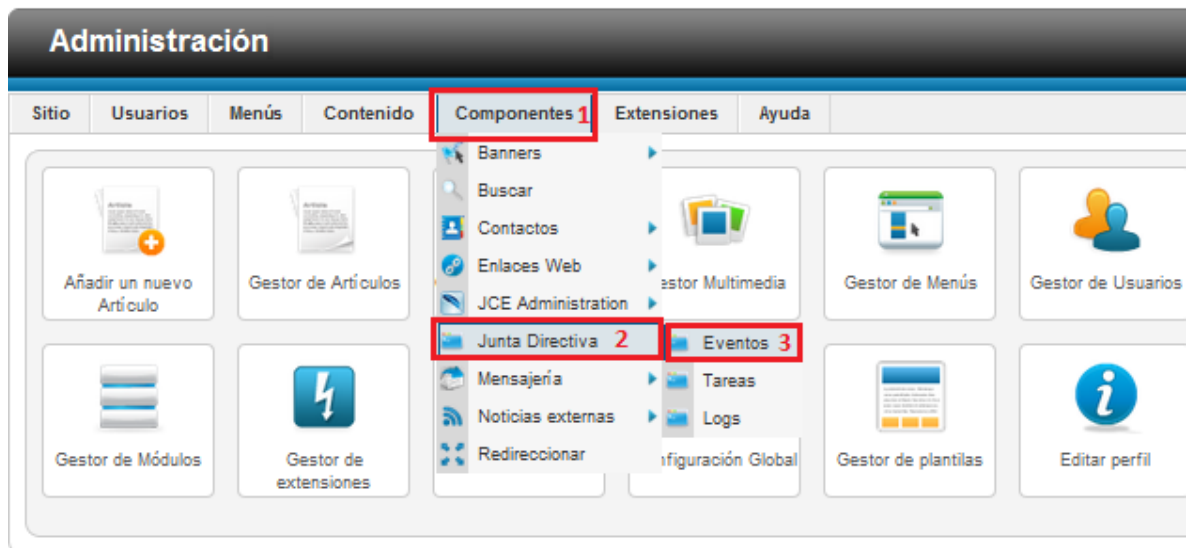 Administración
Sitio Usuarios Menús Contenido Componentes 1 Extensiones Ayuda
Banners
Buscar
Contactos
Enlaces Web
JCE Administration
Junta Directiva 2
Eventos 3
Mensajería
Tareas
Noticias externas
Logs
Redireccionar
Añadir un nuevo
Artículo
Gestor de Artículos
estor Multimedia
Gestor de Menús
Gestor de Usuarios
Gestor de Módulos
Gestor de
extensiones
nfiguración Global
Gestor de plantilas
Editar perfil